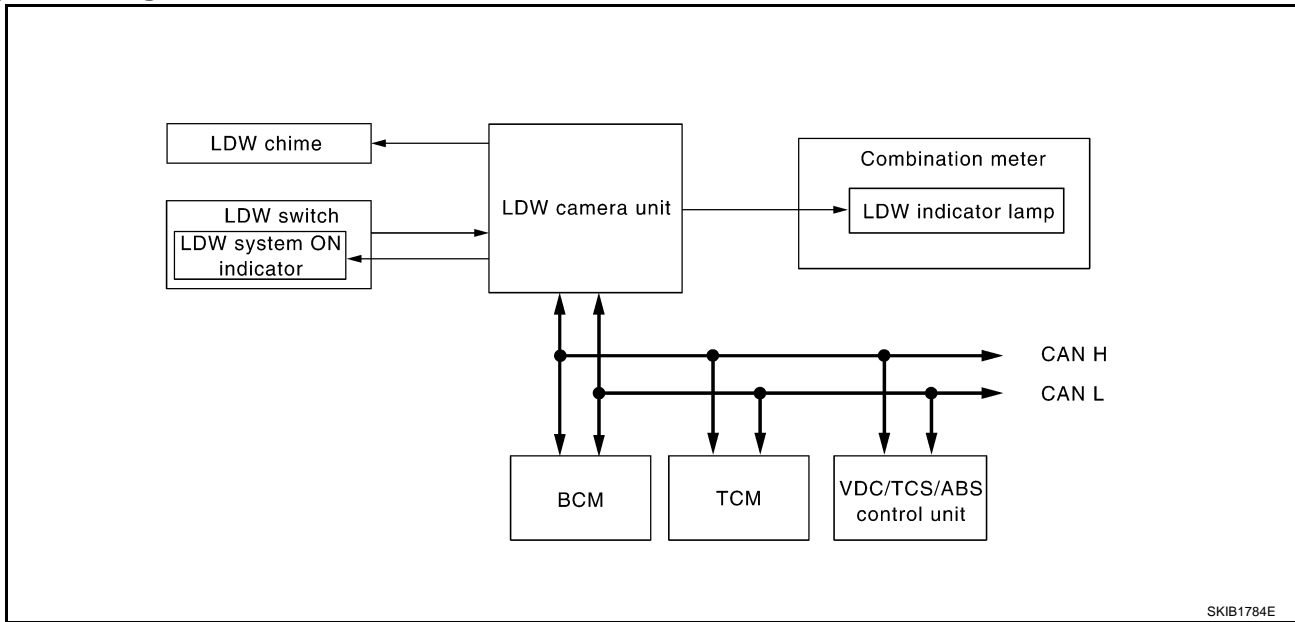 LDW chime
LDW switch
LDW system ON
indicator
LDW camera unit
Combination meter
LDW indicator lamp
CAN H
CAN L
BCM
TCM
VDC/TCS/ABS
control unit
SKIB1784E